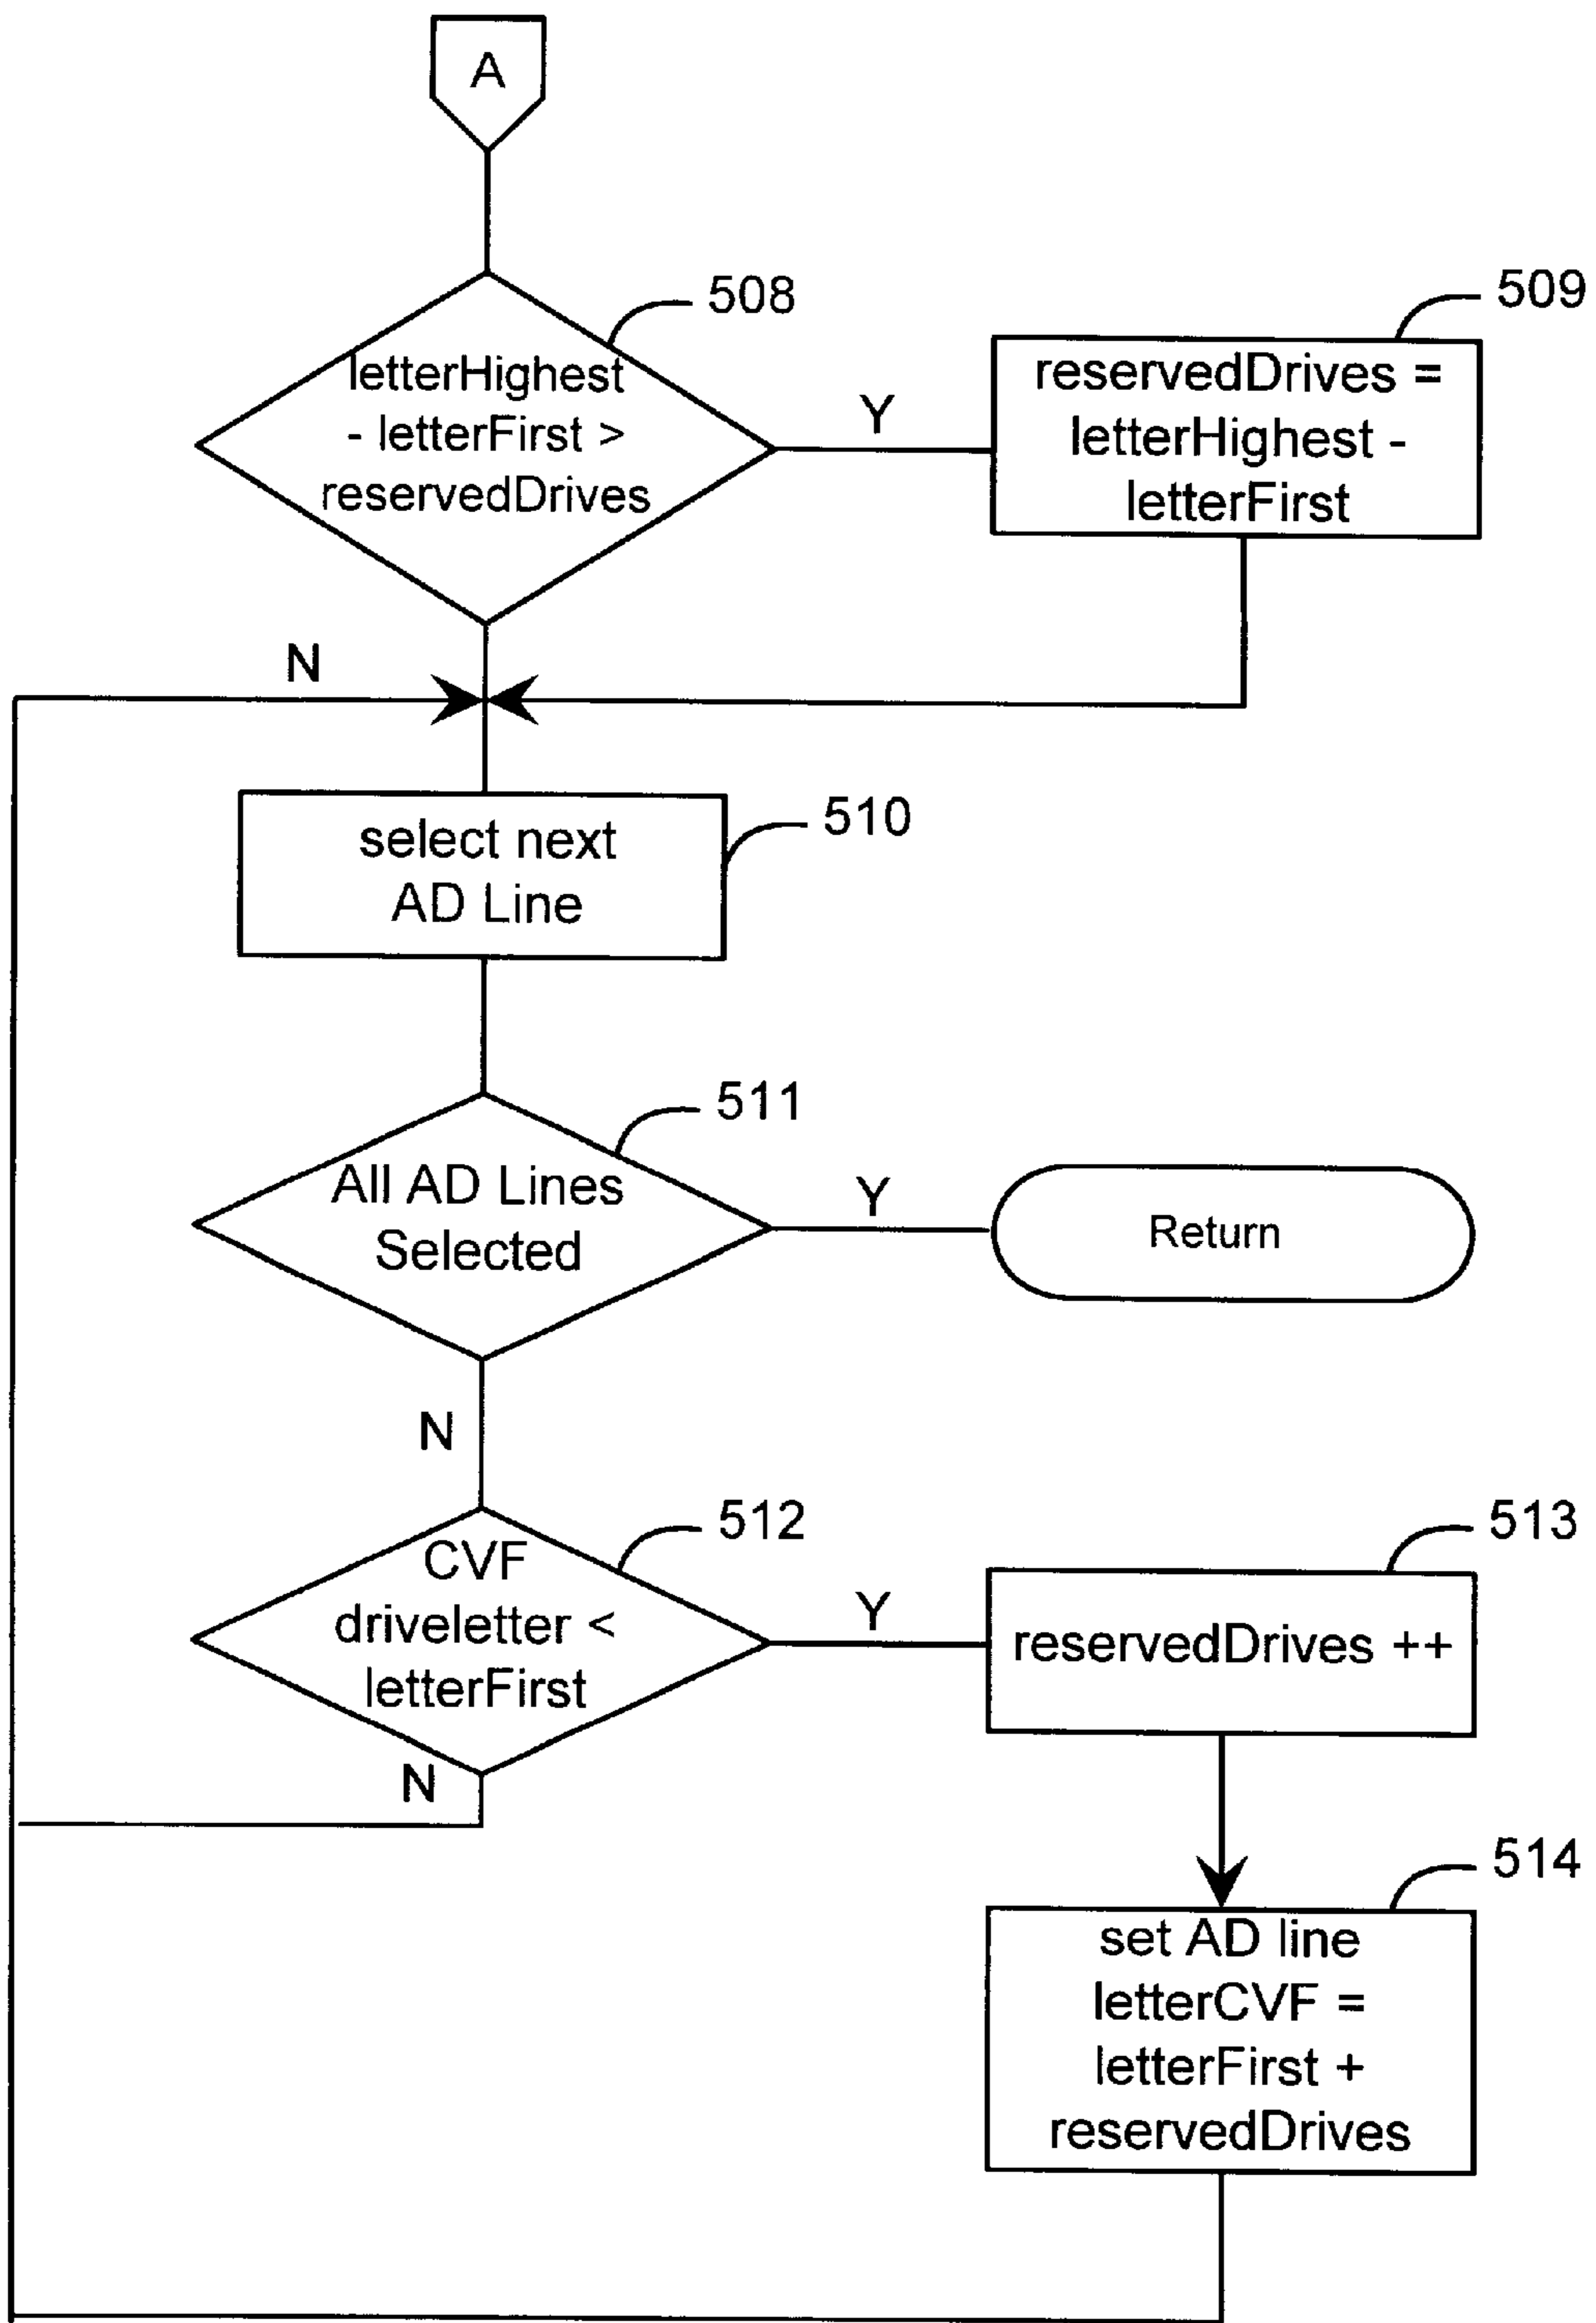 A
508
letterHighest
- letterFirst >
reservedDrives
Y
509
reservedDrives =
letterHighest -
letterFirst
N
select next
AD Line
510
511
All AD Lines
Selected
Y
Return
N
512
CVF
driveletter <
letterFirst
Y
513
reservedDrives ++
N
514
set AD line
letterCVF =
letterFirst +
reservedDrives